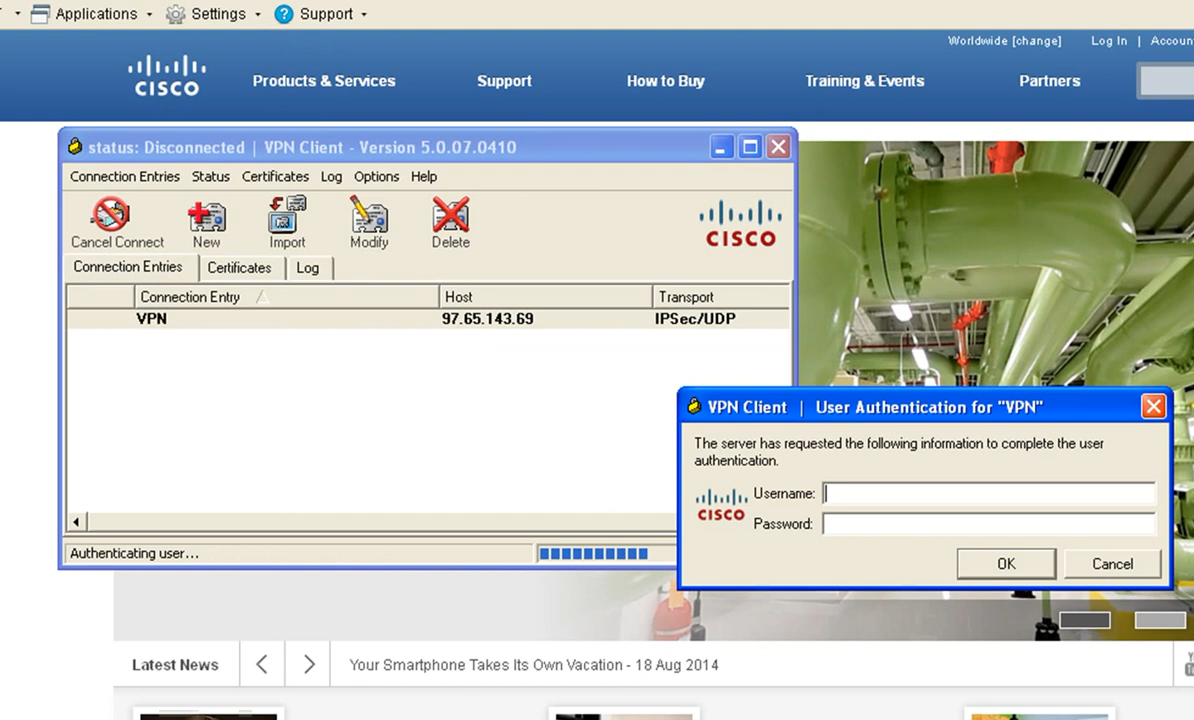 Applications Settings ? Support
Worldwide [change] Log In | Accoun
CISCO Products & Services Support How to Buy Training & Events Partners
status: Disconnected | VPN Client - Version 5.0.07.0410
Connection Entries Status Certificates Log Options Help
Cancel Connect New Import Modify Delete
CISCO
Connection Entries Certificates Log
Connection Entry Host Transport
VPN 97.65.143.69 IPSec/UDP
Authenticating user...
VPN Client | User Authentication for "VPN"
The server has requested the following information to complete the user
authentication.
CISCO
Username:
Password:
OK Cancel
Latest News Your Smartphone Takes Its Own Vacation - 18 Aug 2014